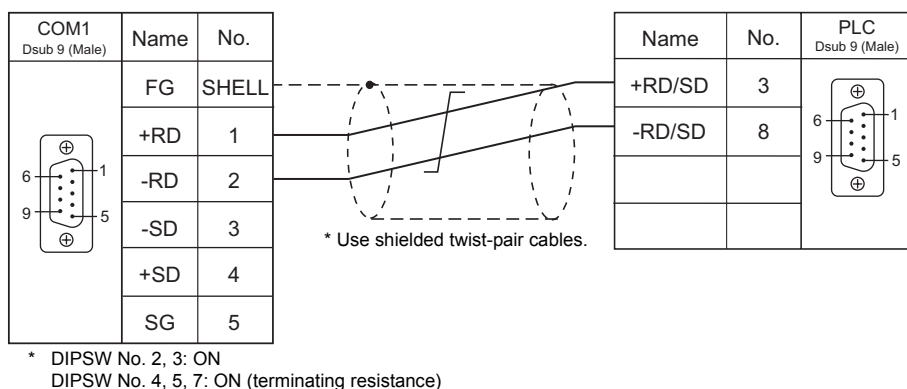 COM1
Dsub 9 (Male)
Name No.
FG SHELL
+RD 1
-RD 2
-SD 3
+SD 4
SG 5
6
1
9
5
* Use shielded twist-pair cables.
Name No.
PLC
Dsub 9 (Male)
+RD/SD 3
-RD/SD 8
6
1
9
5
* DIPSW No. 2, 3: ON
DIPSW No. 4, 5, 7: ON (terminating resistance)